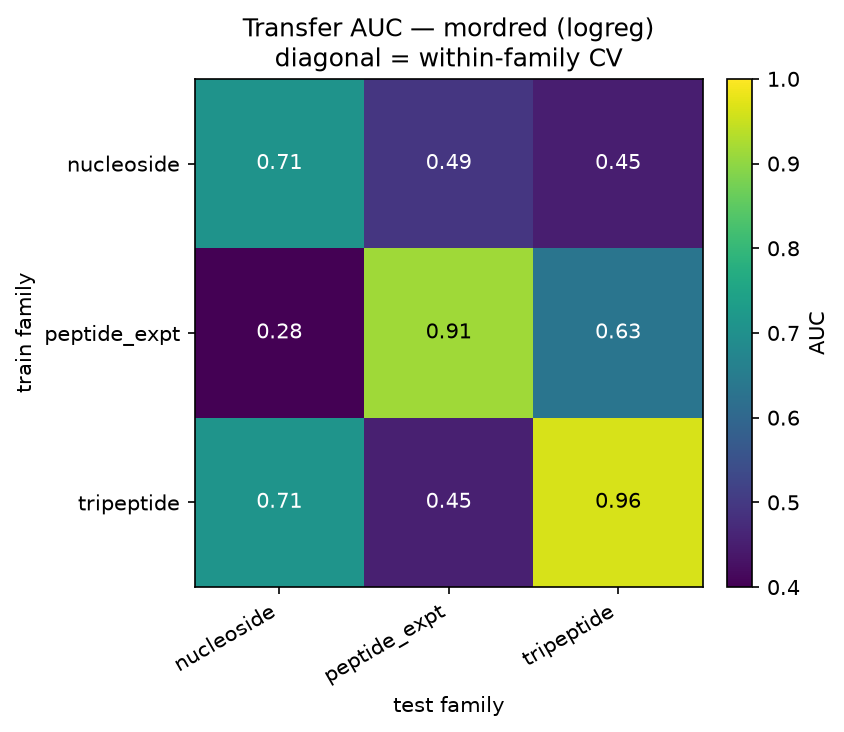 Transfer AUC — mordred (logreg)
diagonal = within-family CV
train family
nucleoside
0.71
0.49
0.45
peptide_expt
0.28
0.91
0.63
tripeptide
0.71
0.45
0.96
nucleoside
peptide_expt
tripeptide
test family
1.0
0.9
0.8
0.7
0.6
0.5
0.4
AUC